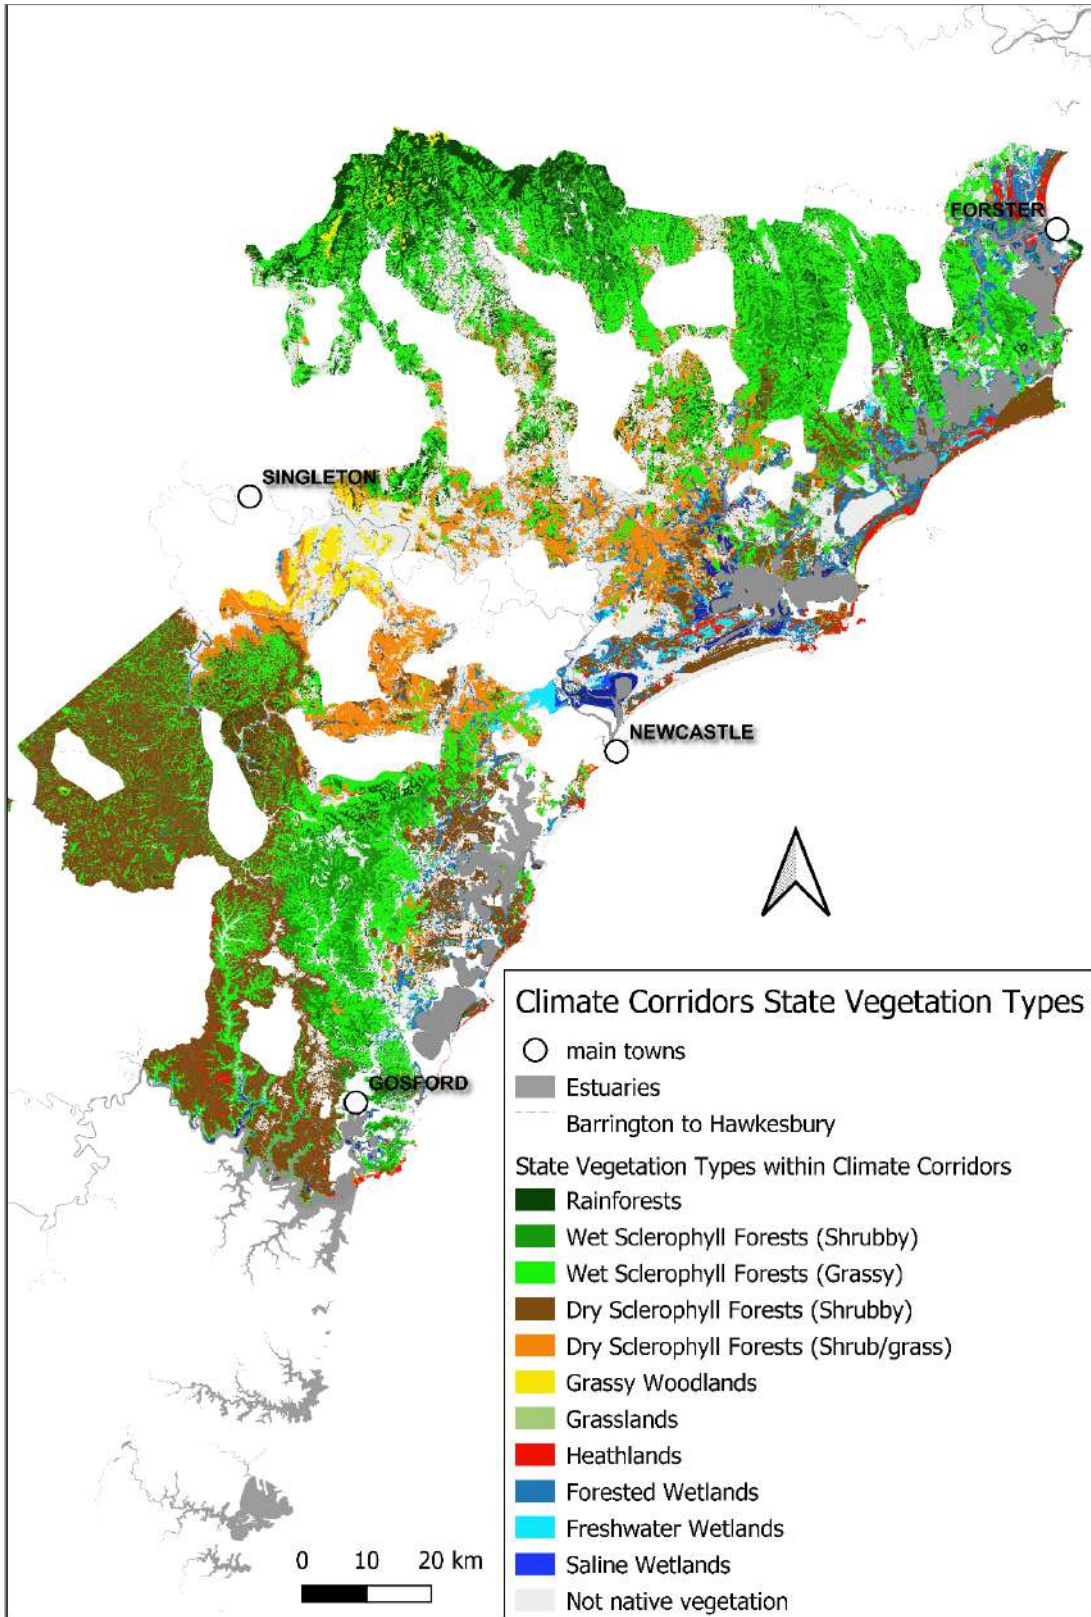 FORSTER
SINGLETON
NEWCASTLE
GOSFORD
Climate Corridors State Vegetation Types
main towns
Estuaries
Barrington to Hawkesbury
State Vegetation Types within Climate Corridors
Rainforests
Wet Sclerophyll Forests (Shrubby)
Wet Sclerophyll Forests (Grassy)
Dry Sclerophyll Forests (Shrubby)
Dry Sclerophyll Forests (Shrub/grass)
Grassy Woodlands
Grasslands
Heathlands
Forested Wetlands
Freshwater Wetlands
Saline Wetlands
Not native vegetation
0 10 20 km